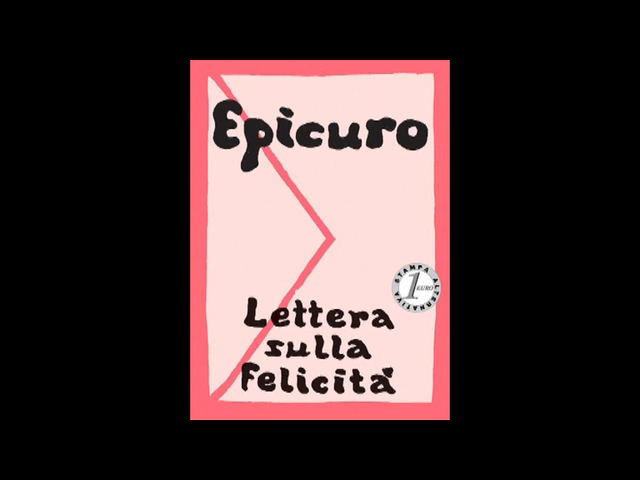 Epicuro
STAMPA ALTERNATIVA
1 EURO
Lettera
sulla
Felicità